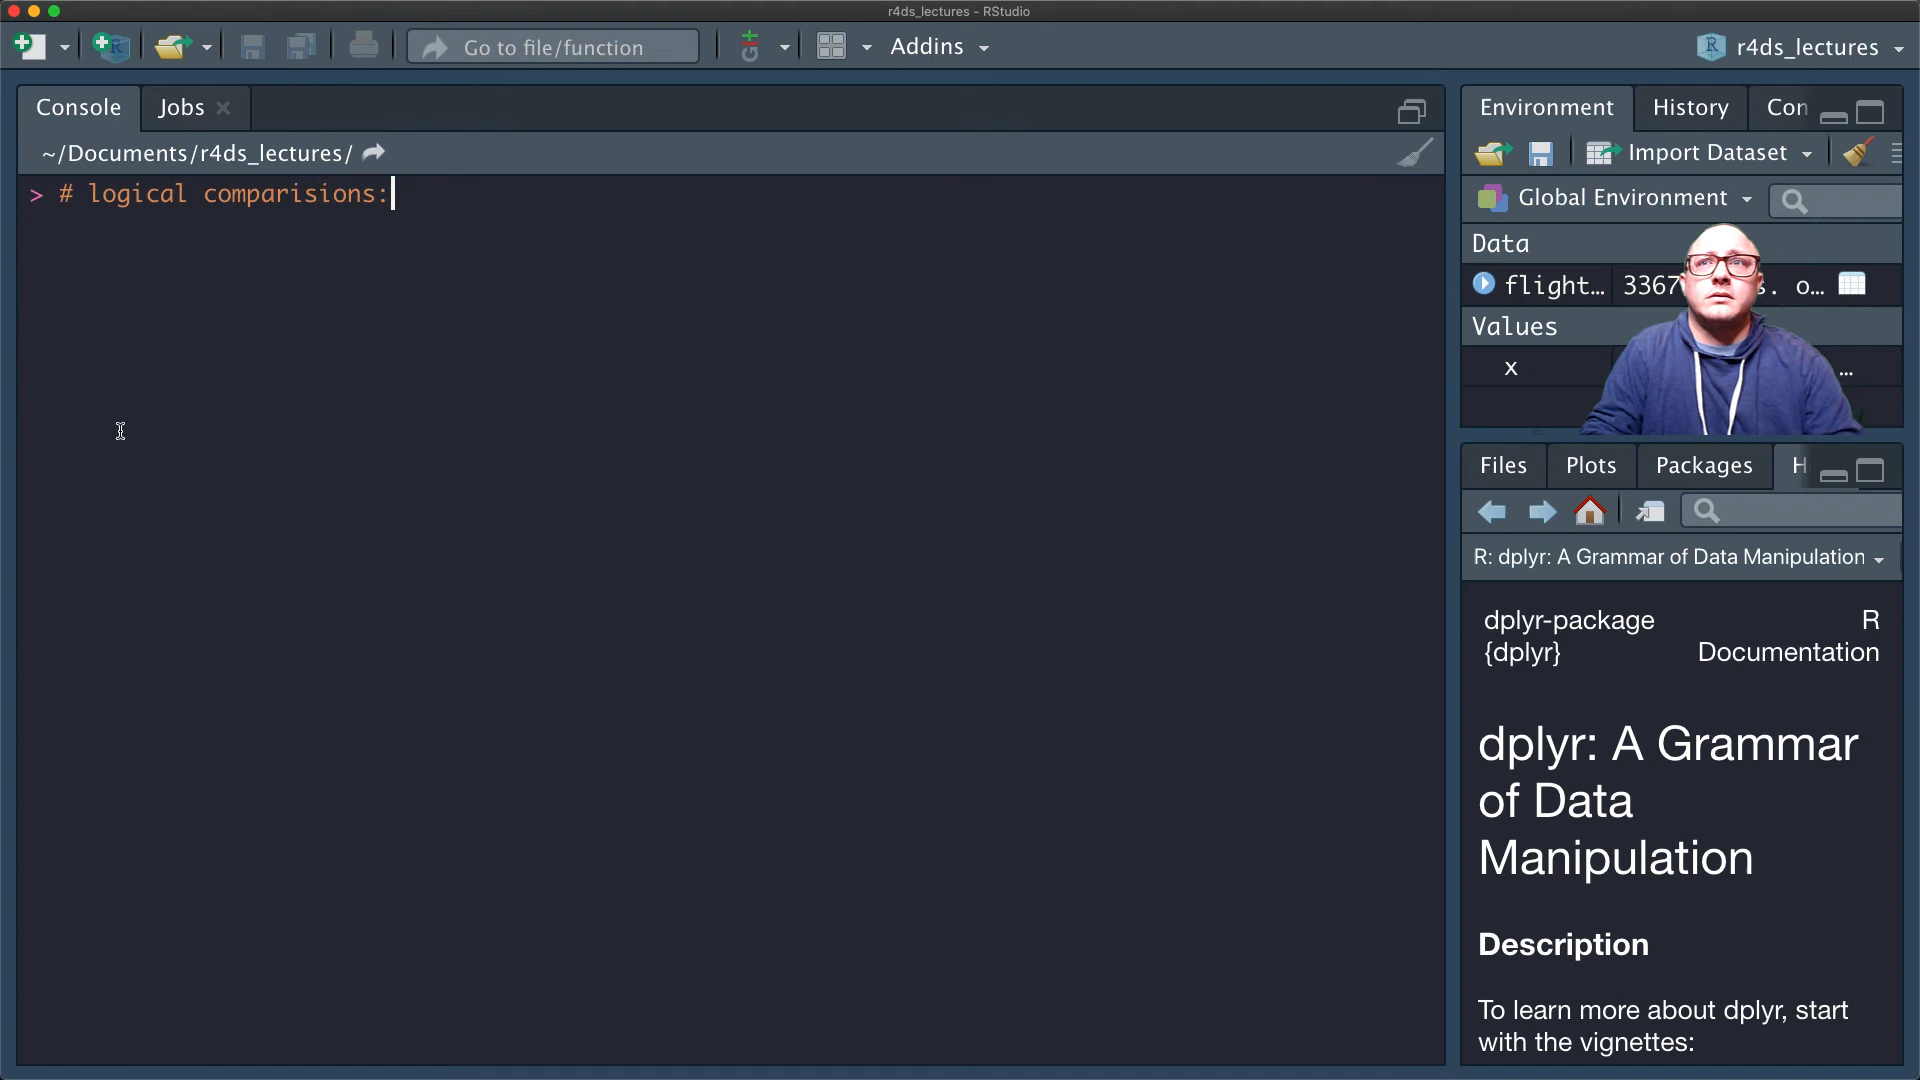 r4ds_lectures - RStudio
Go to file/function
Addins
r4ds_lectures
Console
Jobs
~/Documents/r4ds_lectures/
> # logical comparisions:
Environment
History
Con
Import Dataset
Global Environment
Data
flight…
3367
. o…
Values
x
…
Files
Plots
Packages
H
R: dplyr: A Grammar of Data Manipulation
dplyr-package {dplyr}
R Documentation
dplyr: A Grammar
of Data
Manipulation
Description
To learn more about dplyr, start
with the vignettes: